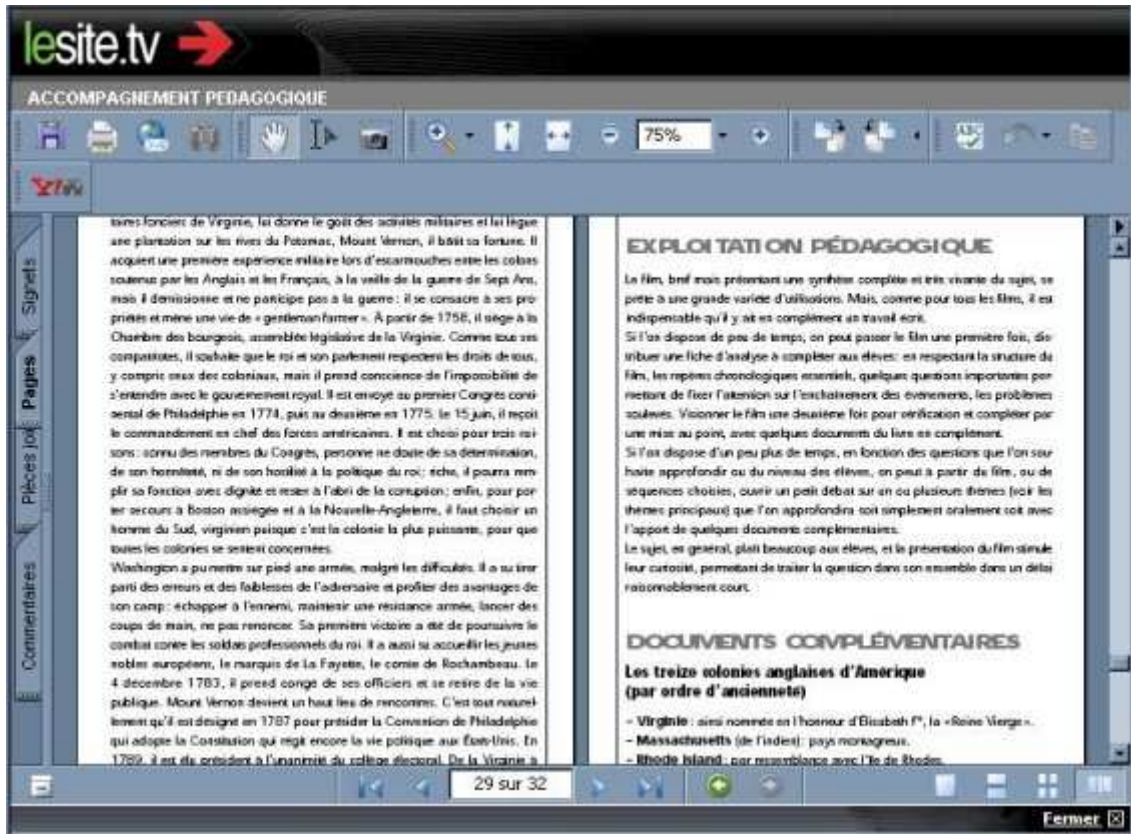 lesite.tv
ACCOMPAGNEMENT PEDAGOGIQUE
75%
Signets
Pages
Pièces joi
Commentaires
taires fonciers de Virginie, lui donne le goût des activités militaires et lui lègue
une plantation sur les rives du Potomac, Mount Vernon, il bâtit sa fortune. Il
acquiert une première expérience militaire lors d'escarmouches entre les colons
soutenus par les Anglais et les Français, à la veille de la guerre de Sept Ans,
mais il démissionne et ne participe pas à la guerre : il se consacre à ses pro-
priétés et mène une vie de « gentleman farmer ». À partir de 1758, il siège à la
Chambre des bourgeois, assemblée législative de la Virginie. Comme tous ses
compatriotes, il souhaite que le roi et son parlement respectent les droits de tous,
y compris ceux des coloniaux, mais il prend conscience de l'impossibilité de
s'entendre avec le gouvernement royal. Il est envoyé au premier Congrès conti-
nental de Philadelphie en 1774, puis au deuxième en 1775. Le 15 juin, il reçoit
le commandement en chef des forces américaines. Il est choisi pour trois rai-
sons : connu des membres du Congrès, personne ne doute de sa détermination,
de son honnêteté, ni de son hostilité à la politique du roi ; riche, il pourra rem-
plir sa fonction avec dignité et rester à l'abri de la corruption ; enfin, pour por-
ter secours à Boston assiégée et à la Nouvelle-Angleterre, il faut choisir un
homme du Sud, virginien puisque c'est la colonie la plus puissante, pour que
toutes les colonies se sentent concernées.
Washington a pu mettre sur pied une armée, malgré les difficultés. Il a su tirer
parti des erreurs et des faiblesses de l'adversaire et profiter des avantages de
son camp : échapper à l'ennemi, maintenir une résistance armée, lancer des
coups de main, ne pas renoncer. Sa première victoire a été de poursuivre le
combat contre les soldats professionnels du roi. Il a aussi su accueillir les jeunes
nobles européens, le marquis de La Fayette, le comte de Rochambeau. Le
4 décembre 1783, il prend congé de ses officiers et se retire de la vie
publique. Mount Vernon devient un haut lieu de rencontres. C'est tout naturel-
lement qu'il est désigné en 1787 pour présider la Convention de Philadelphie
qui adopte la Constitution qui régit encore la vie politique aux États-Unis. En
1789, il est élu président à l'unanimité du collège électoral. De la Virginie à
EXPLOITATION PÉDAGOGIQUE
Le film, bref mais présentant une synthèse complète et très vivante du sujet, se
prête à une grande variété d'utilisations. Mais, comme pour tous les films, il est
indispensable qu'il y ait en complément un travail écrit.
Si l'on dispose de peu de temps, on peut passer le film une première fois, dis-
tribuer une fiche d'analyse à compléter aux élèves: en respectant la structure du
film, les repères chronologiques essentiels, quelques questions importantes per-
mettant de fixer l'attention sur l'enchaînement des événements, les problèmes
soulevés. Visionner le film une deuxième fois pour vérification et compléter par
une mise au point, avec quelques documents du livre en complément.
Si l'on dispose d'un peu plus de temps, en fonction des questions que l'on sou-
haite approfondir ou du niveau des élèves, on peut à partir du film, ou de
séquences choisies, ouvrir un petit débat sur un ou plusieurs thèmes (voir les
thèmes principaux) que l'on approfondira soit simplement oralement soit avec
l'apport de quelques documents complémentaires.
Le sujet, en général, plaît beaucoup aux élèves, et la présentation du film stimule
leur curiosité, permettant de traiter la question dans son ensemble dans un délai
raisonnablement court.
DOCUMENTS COMPLÉMENTAIRES
Les treize colonies anglaises d'Amérique
(par ordre d'ancienneté)
– Virginie : ainsi nommée en l'honneur d'Elisabeth Iʳᵉ, la «Reine Vierge».
– Massachusetts (de l'indien): pays montagneux.
– Rhode Island : par ressemblance avec l'île de Rhodes.
29 sur 32
Fermer